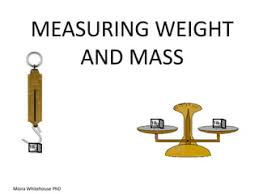 MEASURING WEIGHT
AND MASS
Moira Whitehouse PhD